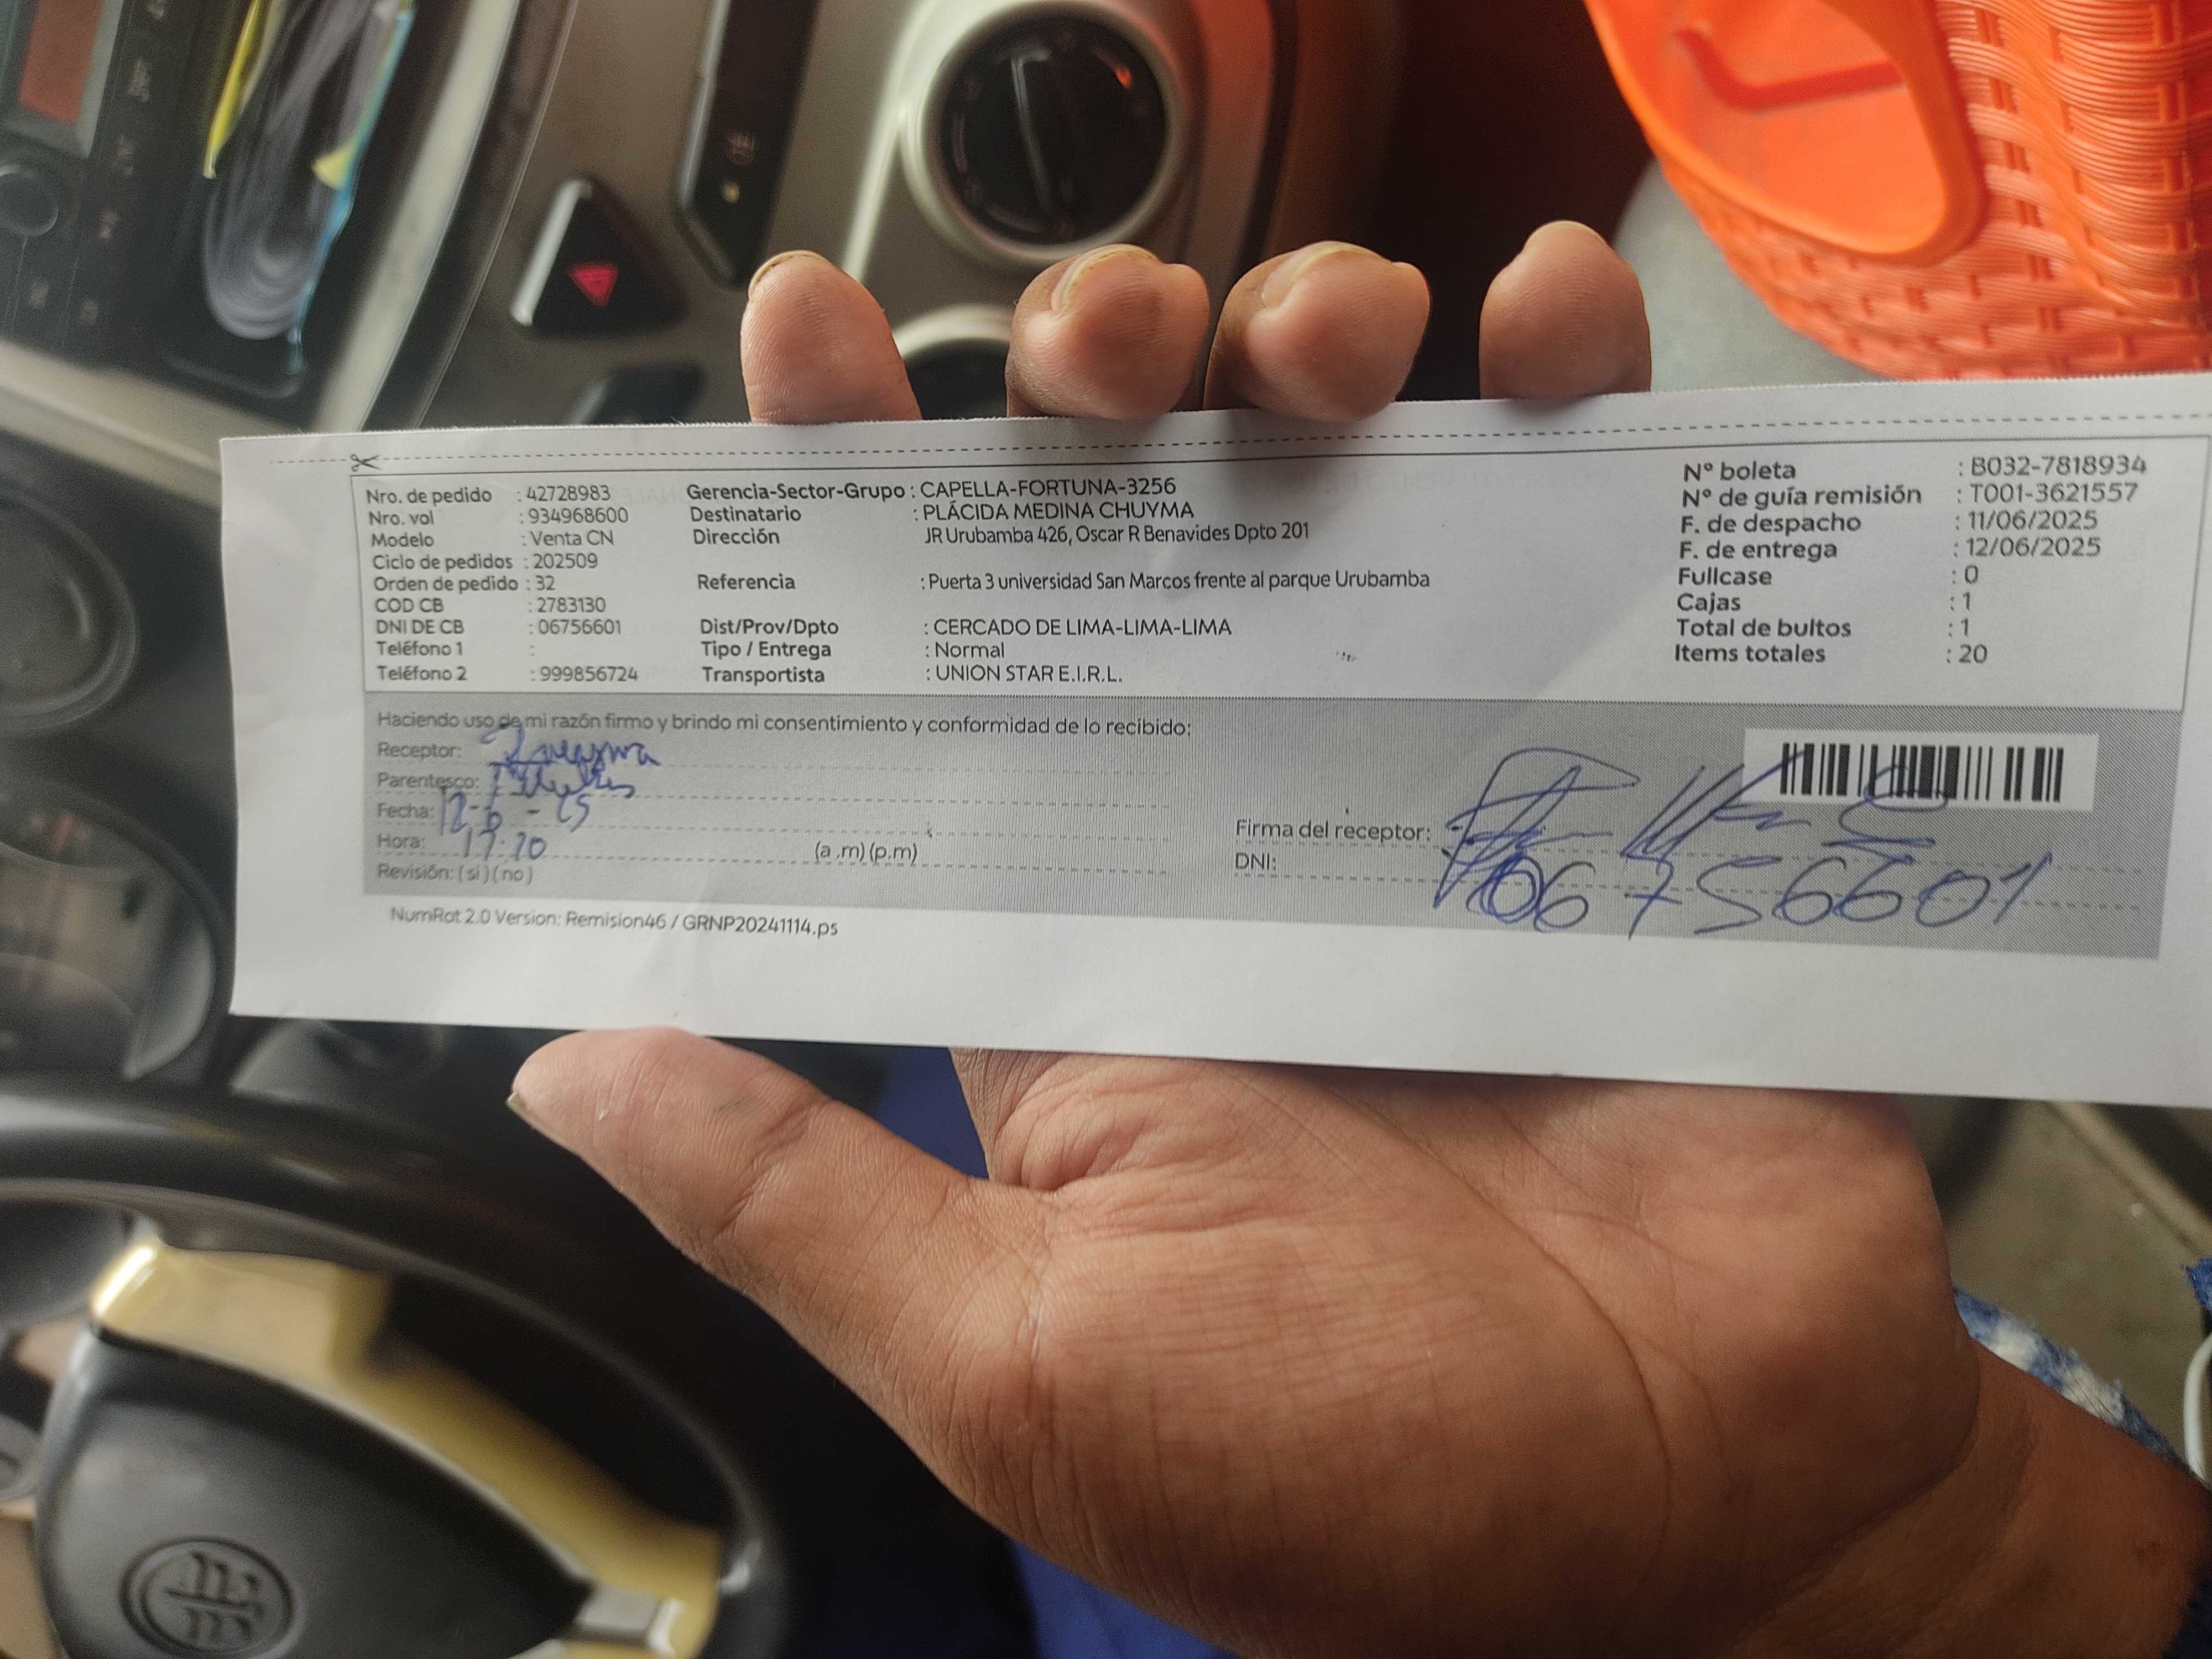 Nro. de pedido : 42728983
Nro. vol : 934968600
Modelo : Venta CN
Ciclo de pedidos : 202509
Orden de pedido : 32
COD CB : 2783130
DNI DE CB : 06756601
Teléfono 1 :
Teléfono 2 : 999856724
Gerencia-Sector-Grupo : CAPELLA-FORTUNA-3256
Destinatario : PLÁCIDA MEDINA CHUYMA
Dirección JR Urubamba 426, Oscar R Benavides Dpto 201
Referencia : Puerta 3 universidad San Marcos frente al parque Urubamba
Dist/Prov/Dpto : CERCADO DE LIMA-LIMA-LIMA
Tipo / Entrega : Normal
Transportista : UNION STAR E.I.R.L.
N° boleta : B032-7818934
N° de guía remisión : T001-3621557
F. de despacho : 11/06/2025
F. de entrega : 12/06/2025
Fullcase : 0
Cajas : 1
Total de bultos : 1
Items totales : 20
Haciendo uso de mi razón firmo y brindo mi consentimiento y conformidad de lo recibido:
Receptor:
Parentesco:
Fecha: 12-6-25
Hora: (a .m) (p.m)
Revisión: (si) (no)
Firma del receptor:
DNI: 06756601
NumRot 2.0 Version: Remision46 / GRNP20241114.ps